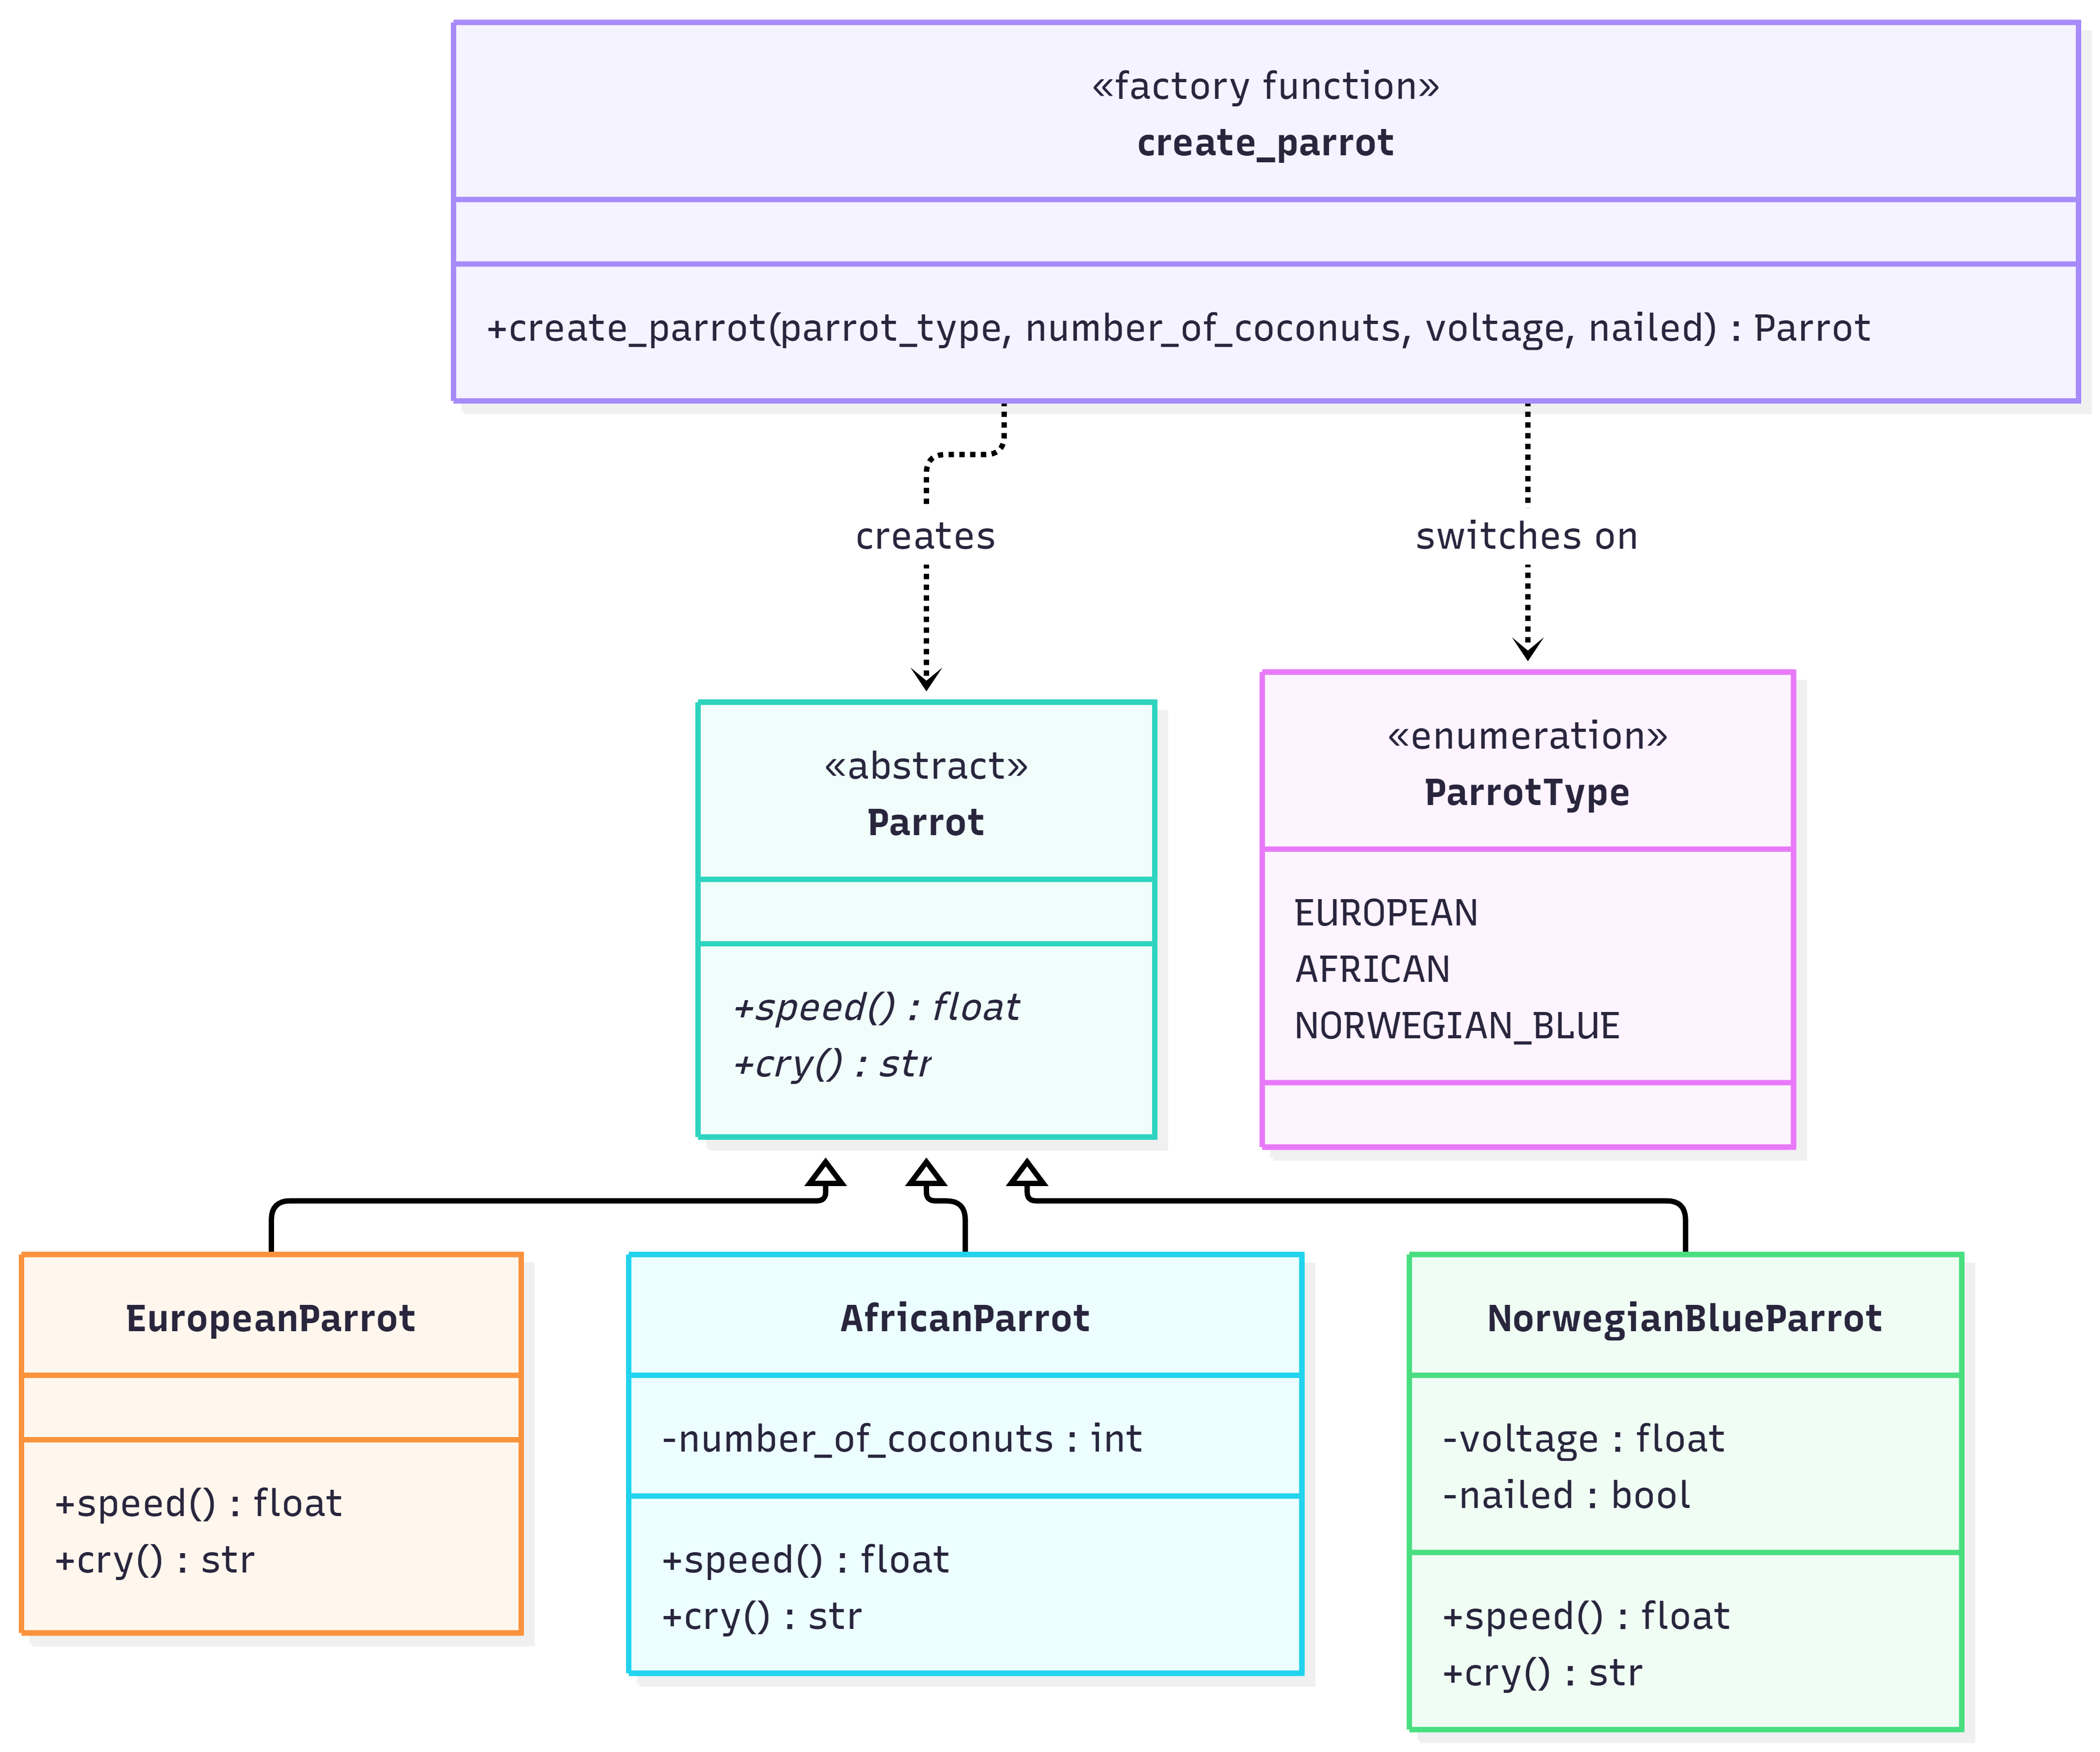 «factory function»
create_parrot
+create_parrot(parrot_type, number_of_coconuts, voltage, nailed) : Parrot
creates
switches on
«abstract»
Parrot
+speed() : float
+cry() : str
«enumeration»
ParrotType
EUROPEAN
AFRICAN
NORWEGIAN_BLUE
EuropeanParrot
+speed() : float
+cry() : str
AfricanParrot
-number_of_coconuts : int
+speed() : float
+cry() : str
NorwegianBlueParrot
-voltage : float
-nailed : bool
+speed() : float
+cry() : str